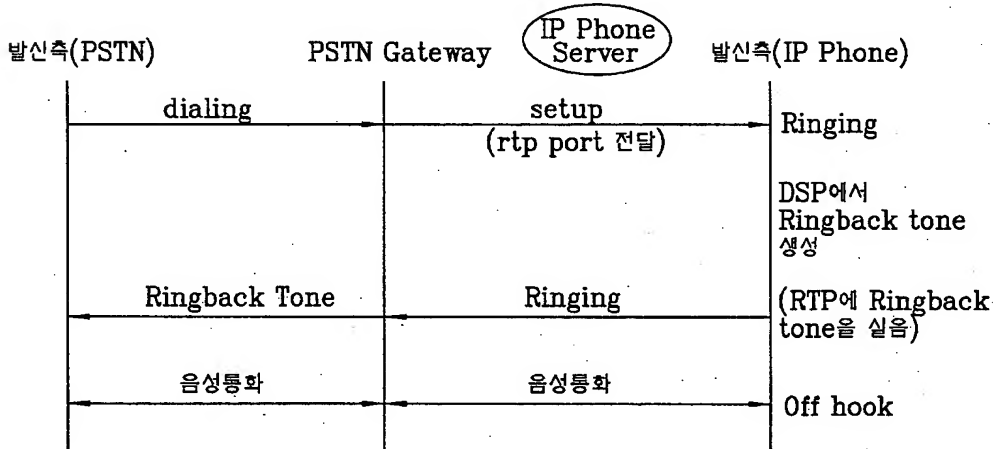 IP Phone
Server
발신측(PSTN)
PSTN Gateway
발신측(IP Phone)
dialing
setup
(rtp port 전달)
Ringing
DSP에서
Ringback tone
생성
Ringback Tone
Ringing
(RTP에 Ringback
tone을 실음)
음성통화
음성통화
Off hook